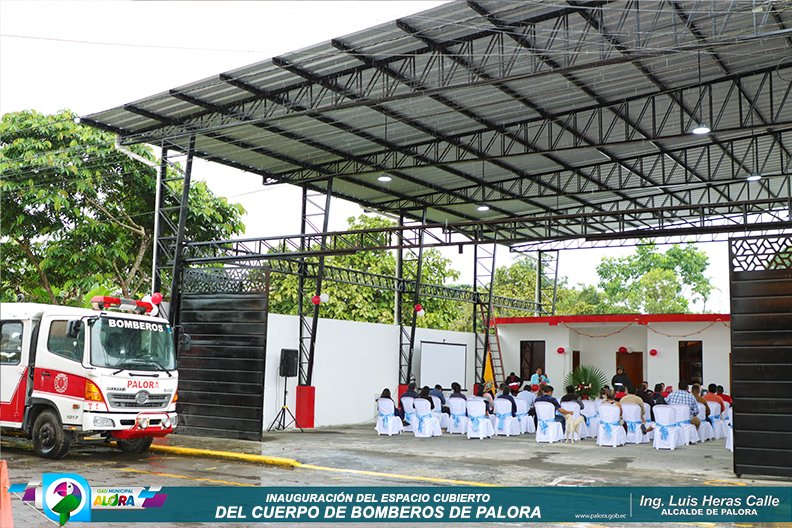 BOMBEROS
PALORA
1017
GAD MUNICIPAL
ALORA
INAUGURACIÓN DEL ESPACIO CUBIERTO
DEL CUERPO DE BOMBEROS DE PALORA
www.palora.gob.ec
Ing. Luis Heras Calle
ALCALDE DE PALORA